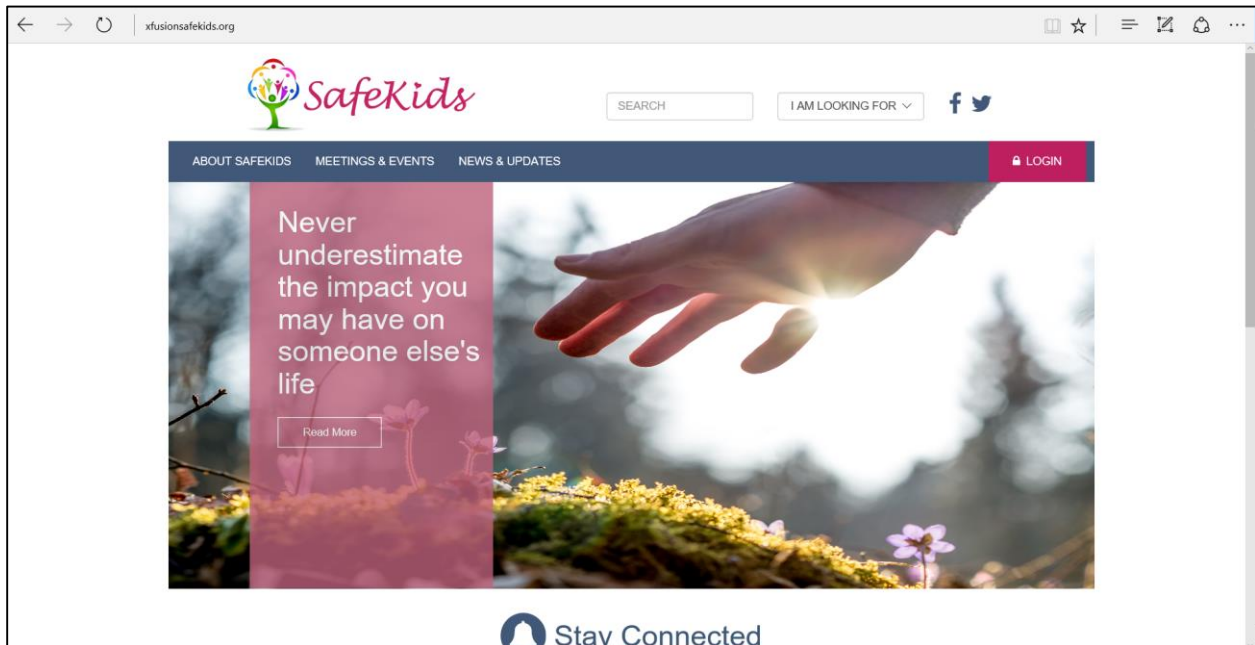 xfusionsafekids.org
SafeKids
SEARCH
I AM LOOKING FOR
ABOUT SAFEKIDS MEETINGS & EVENTS NEWS & UPDATES LOGIN
Never
underestimate
the impact you
may have on
someone else's
life
Read More
Stay Connected